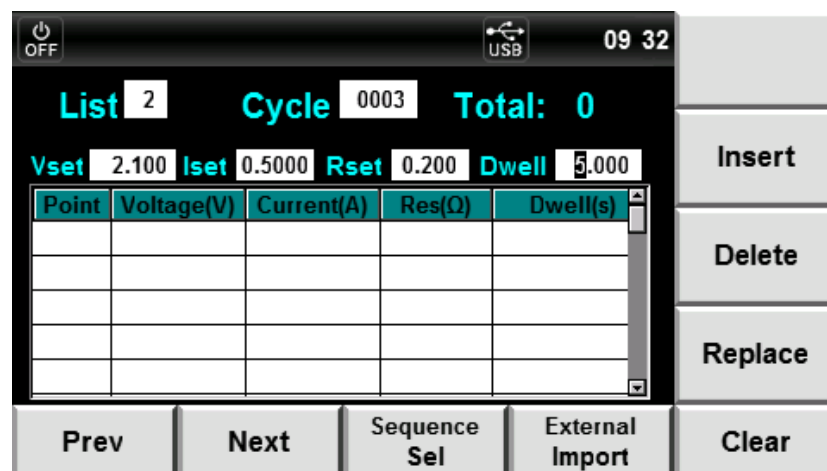 OFF USB 09 32
List 2 Cycle 0003 Total: 0
Vset 2.100 Iset 0.5000 Rset 0.200 Dwell 5.000
Point Voltage(V) Current(A) Res(Ω) Dwell(s)
Insert
Delete
Replace
Prev Next Sequence Sel External Import Clear